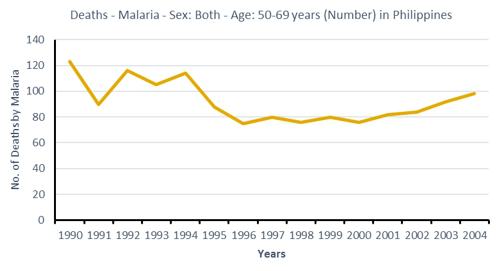 Deaths - Malaria - Sex: Both - Age: 50-69 years (Number) in Philippines
140
120
100
80
60
40
20
0
No. of Deaths by Malaria
1990 1991 1992 1993 1994 1995 1996 1997 1998 1999 2000 2001 2002 2003 2004
Years